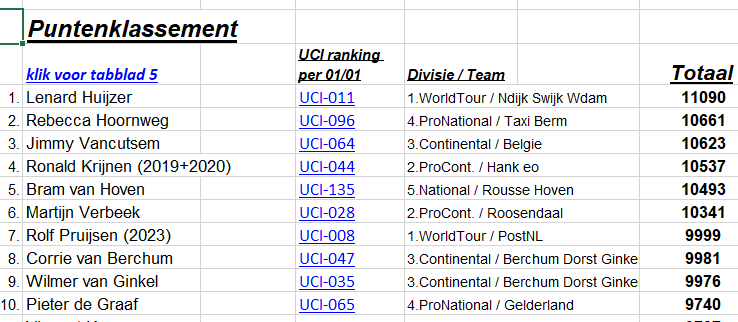 Puntenklassement
UCI ranking
klik voor tabblad 5 per 01/01 Divisie / Team Totaal
1. Lenard Huijzer UCI-011 1.WorldTour / Ndijk Swijk Wdam 11090
2. Rebecca Hoornweg UCI-096 4.ProNational / Taxi Berm 10661
3. Jimmy Vancutsem UCI-064 3.Continental / Belgie 10623
4. Ronald Krijnen (2019+2020) UCI-044 2.ProCont. / Hank eo 10537
5. Bram van Hoven UCI-135 5.National / Rousse Hoven 10493
6. Martijn Verbeek UCI-028 2.ProCont. / Roosendaal 10341
7. Rolf Pruijsen (2023) UCI-008 1.WorldTour / PostNL 9999
8. Corrie van Berchum UCI-047 3.Continental / Berchum Dorst Ginke 9981
9. Wilmer van Ginkel UCI-035 3.Continental / Berchum Dorst Ginke 9976
10. Pieter de Graaf UCI-065 4.ProNational / Gelderland 9740